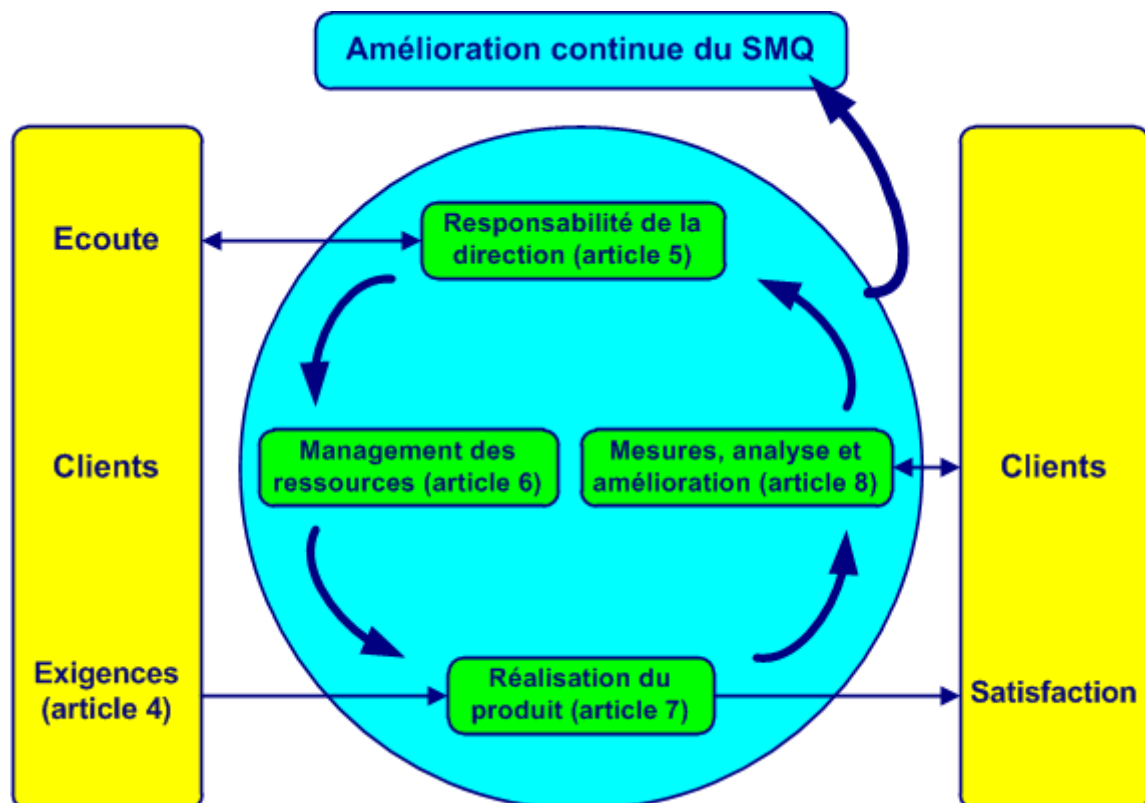 Amélioration continue du SMQ
Ecoute
Responsabilité de la
direction (article 5)
Clients
Management des
ressources (article 6)
Mesures, analyse et
amélioration (article 8)
Clients
Exigences
(article 4)
Réalisation du
produit (article 7)
Satisfaction